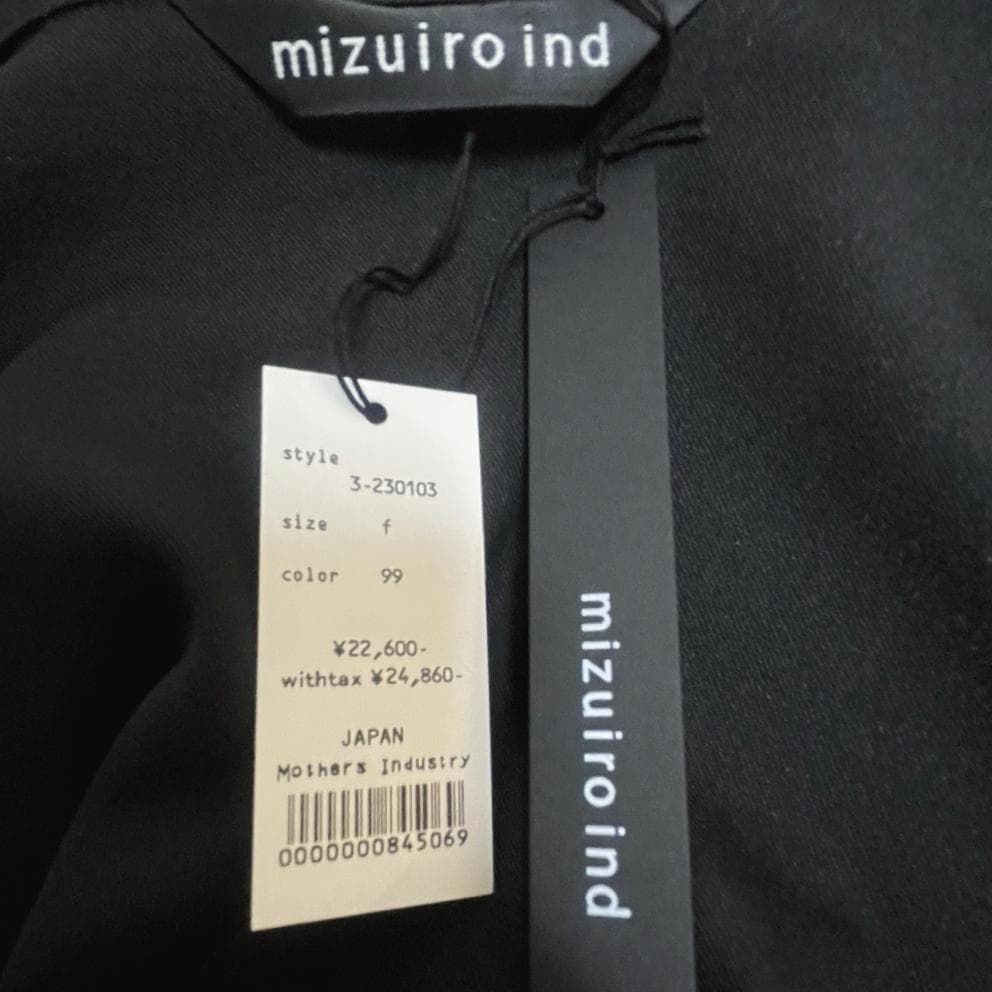 mizuiro ind
style
3-230103
size f
color 99
¥22,600-
withtax ¥24,860-
JAPAN
Mothers Industry
0000000845069
mizuiro ind